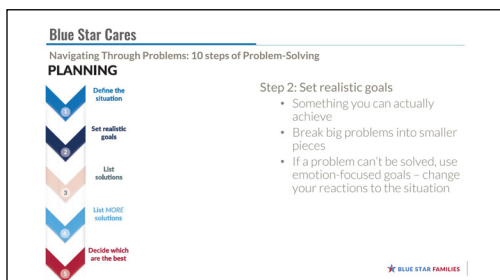 Blue Star Cares
Navigating Through Problems: 10 steps of Problem-Solving
PLANNING
Define the
situation
1
Set realistic
goals
2
List
solutions
3
List MORE
solutions
4
Decide which
are the best
5
Step 2: Set realistic goals
• Something you can actually
achieve
• Break big problems into smaller
pieces
• If a problem can't be solved, use
emotion-focused goals – change
your reactions to the situation
BLUE STAR FAMILIES